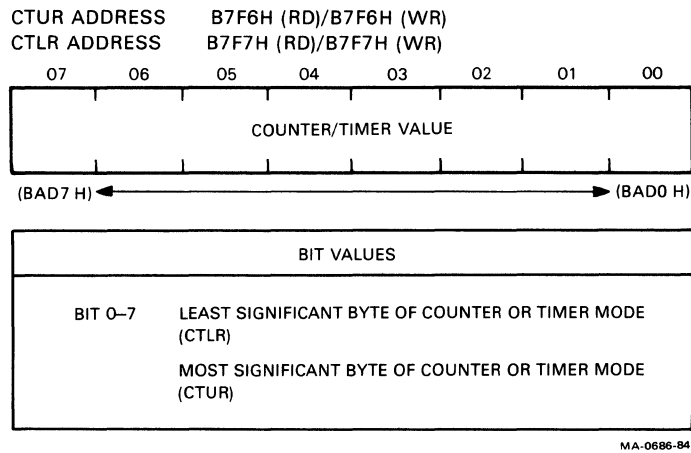 CTUR ADDRESS B7F6H (RD)/B7F6H (WR)
CTLR ADDRESS B7F7H (RD)/B7F7H (WR)
07 06 05 04 03 02 01 00
COUNTER/TIMER VALUE
(BAD7 H) (BAD0 H)
BIT VALUES
BIT 0–7 LEAST SIGNIFICANT BYTE OF COUNTER OR TIMER MODE
(CTLR)
MOST SIGNIFICANT BYTE OF COUNTER OR TIMER MODE
(CTUR)
MA-0686-84